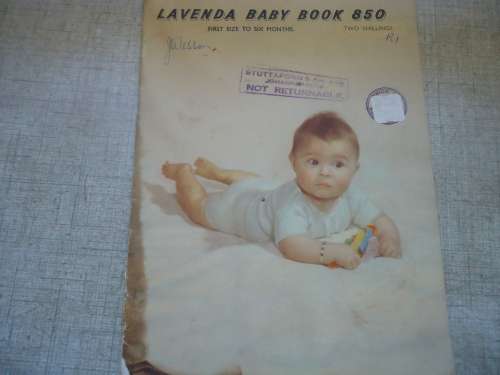 LAVENDA BABY BOOK 850
FIRST SIZE TO SIX MONTHS.
TWO SHILLINGS
NOT RETURNABLE